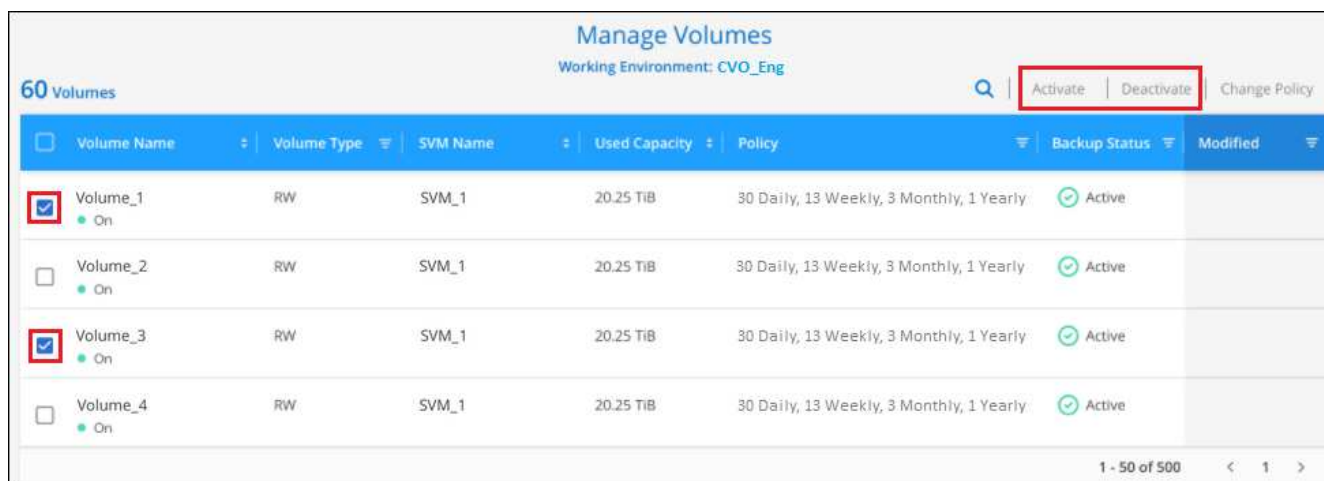 Manage Volumes
Working Environment: CVO_Eng
60 Volumes
Activate | Deactivate | Change Policy
Volume Name Volume Type SVM Name Used Capacity Policy Backup Status Modified
Volume_1 RW SVM_1 20.25 TiB 30 Daily, 13 Weekly, 3 Monthly, 1 Yearly Active
On
Volume_2 RW SVM_1 20.25 TiB 30 Daily, 13 Weekly, 3 Monthly, 1 Yearly Active
On
Volume_3 RW SVM_1 20.25 TiB 30 Daily, 13 Weekly, 3 Monthly, 1 Yearly Active
On
Volume_4 RW SVM_1 20.25 TiB 30 Daily, 13 Weekly, 3 Monthly, 1 Yearly Active
On
1 - 50 of 500 < 1 >